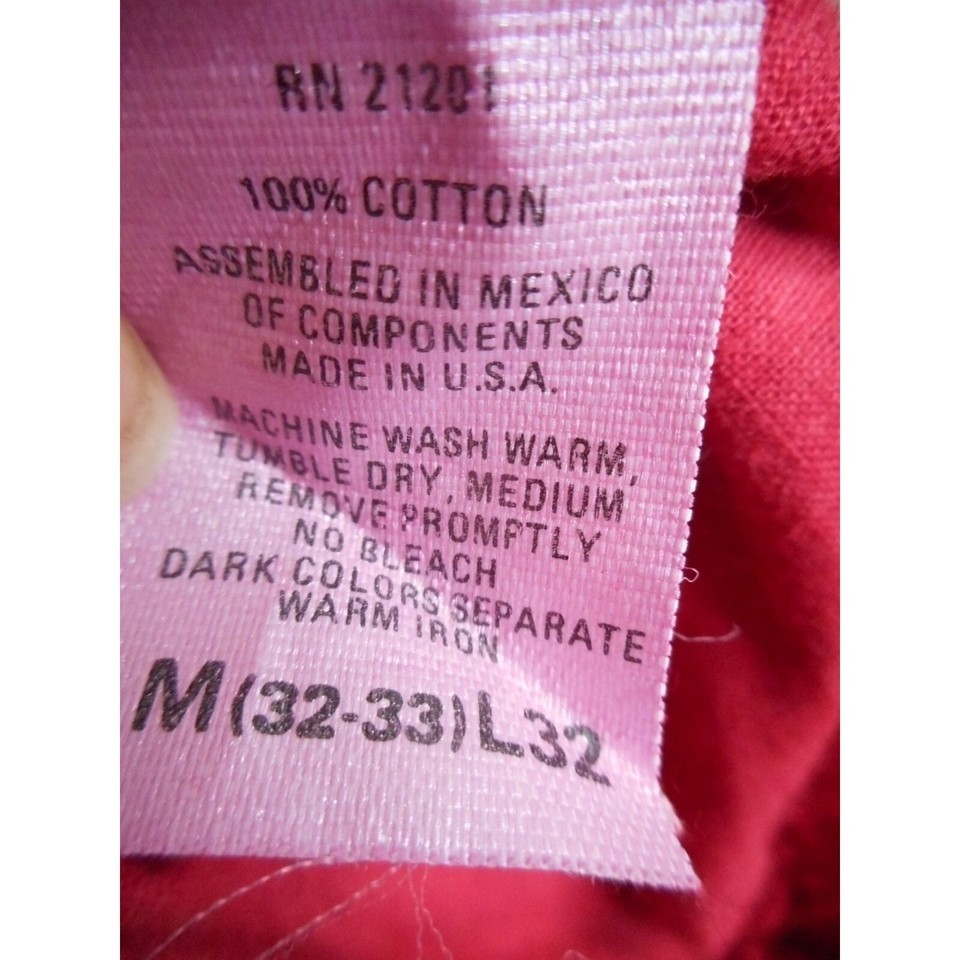 RN 21201
100% COTTON
ASSEMBLED IN MEXICO
OF COMPONENTS
MADE IN U.S.A.
MACHINE WASH WARM,
TUMBLE DRY, MEDIUM,
REMOVE PROMPTLY
NO BLEACH
DARK COLORS SEPARATE
WARM IRON
M (32-33) L32